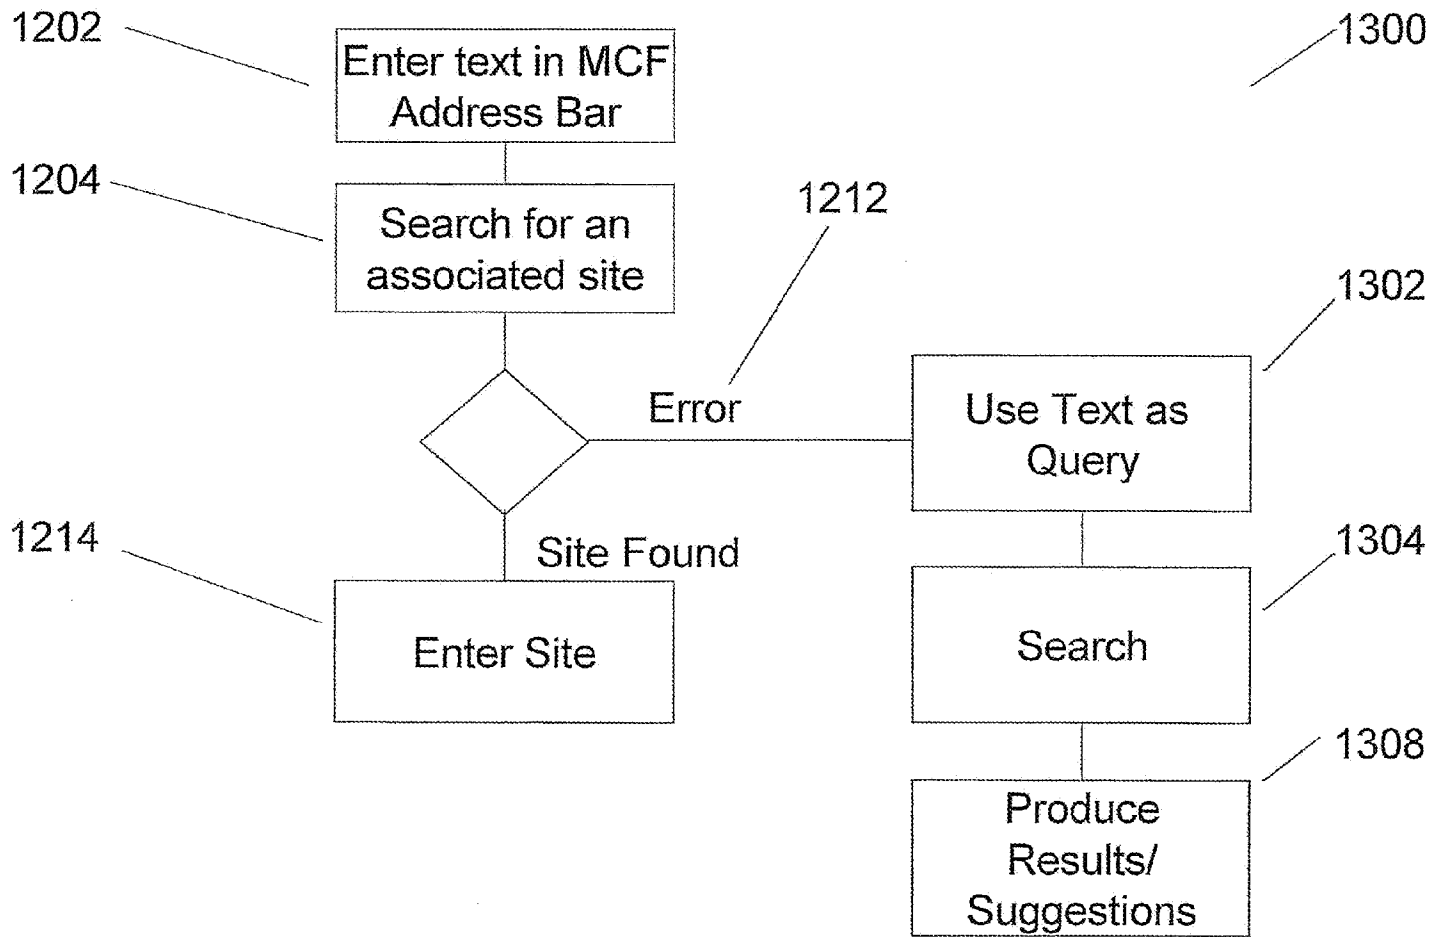 1202
Enter text in MCF
Address Bar
1300
1204
Search for an
associated site
1212
1302
Error
Use Text as
Query
1214
Site Found
1304
Enter Site
Search
1308
Produce
Results/
Suggestions